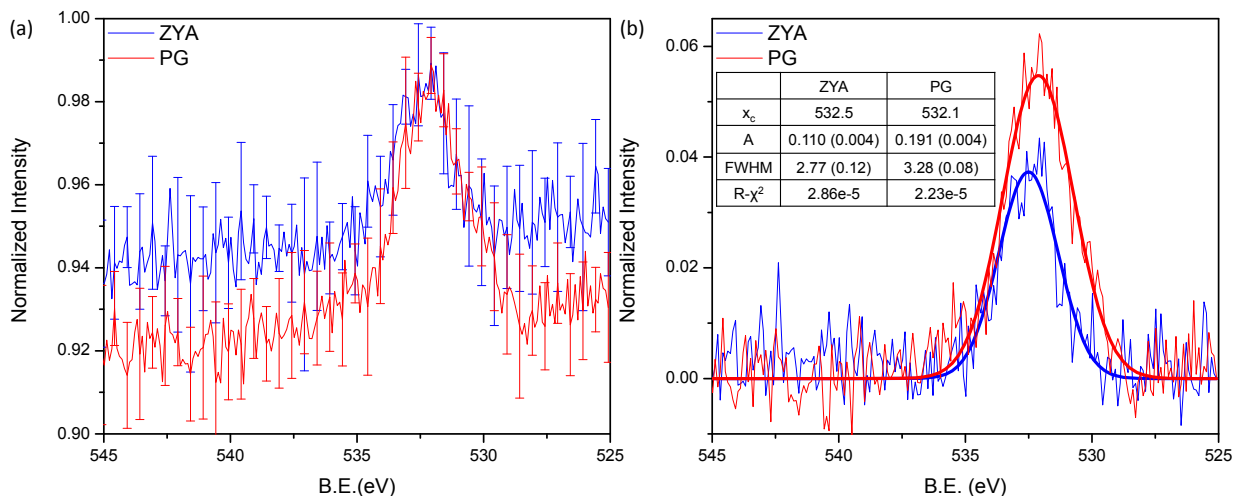 (a)
ZYA
PG
Normalized Intensity
1.00
0.98
0.96
0.94
0.92
0.90
545
540
535
530
525
B.E.(eV)
(b)
ZYA
PG
ZYA PG
x_c 532.5 532.1
A 0.110 (0.004) 0.191 (0.004)
FWHM 2.77 (0.12) 3.28 (0.08)
R-χ² 2.86e-5 2.23e-5
Normalized Intensity
0.06
0.04
0.02
0.00
545
540
535
530
525
B.E. (eV)